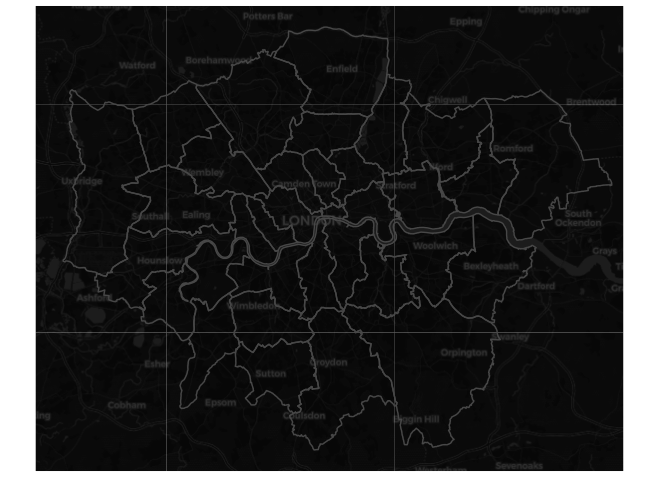 Potters Bar
Chipping Ongar
Epping
Watford
Borehamwood
Enfield
Chigwell
Brentwood
Romford
Ilford
Wembley
Uxbridge
Camden Town
Stratford
Southall
Ealing
LONDON
South
Ockendon
Woolwich
Hounslow
Grays
Bexleyheath
Dartford
Ashford
Wimbledon
Swanley
Orpington
Esher
Croydon
Sutton
Cobham
Epsom
Coulsdon
Biggin Hill
Westerham
Sevenoaks